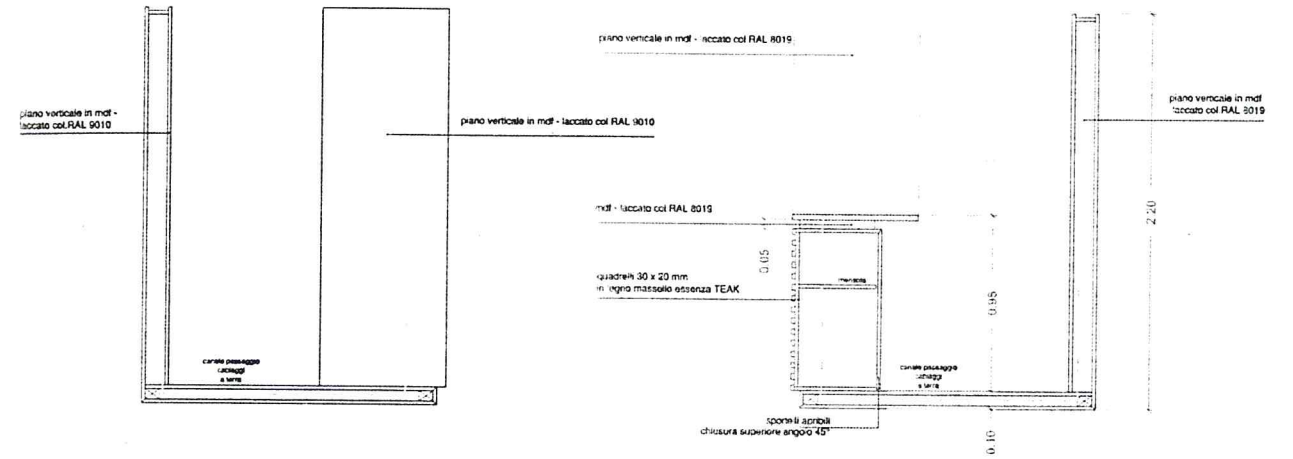 piano verticale in mdf -
laccato col.RAL 9010
piano verticale in mdf - laccato col RAL 9010
canale passaggio
cablaggi
a terra
piano verticale in mdf - laccato col RAL 8019
mdf - laccato col RAL 8019
0.05
quadrelli 30 x 20 mm
in legno massello essenza TEAK
mensola
0.95
canale passaggio
cablaggi
a terra
sportelli apribili
chiusura superiore angolo 45°
0.10
piano verticale in mdf
laccato col RAL 8019
2.20